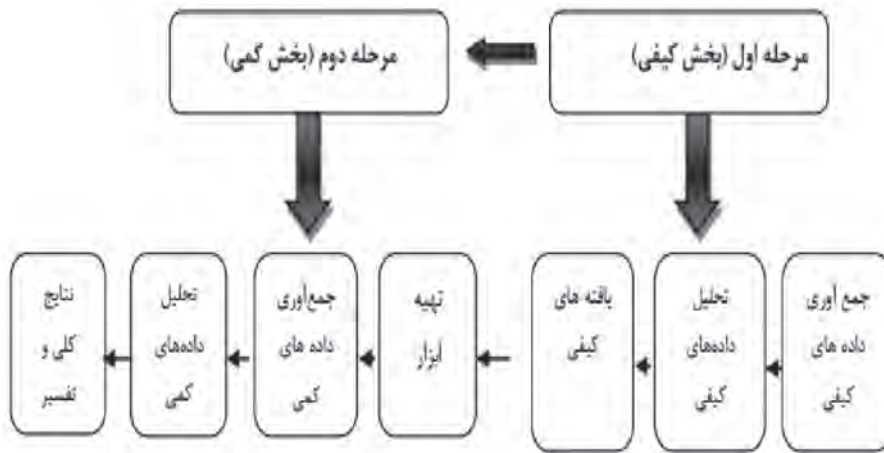 مرحله اول (بخش کیفی)
مرحله دوم (بخش کمی)
جمع آوری
داده های
کیفی
تحلیل
داده‌های
کیفی
یافته های
کیفی
تهیه
ابزار
جمع‌آوری
داده های
کمی
تحلیل
داده‌های
کمی
نتایج
کلی و
تفسیر